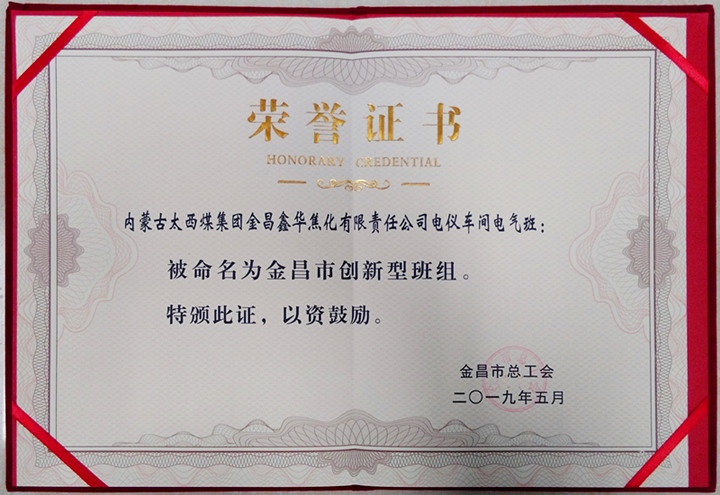 荣誉证书
HONORARY CREDENTIAL
内蒙古太西煤集团金昌鑫华焦化有限责任公司电仪车间电气班：
被命名为金昌市创新型班组。
特颁此证，以资鼓励。
金昌市总工会
二〇一九年五月